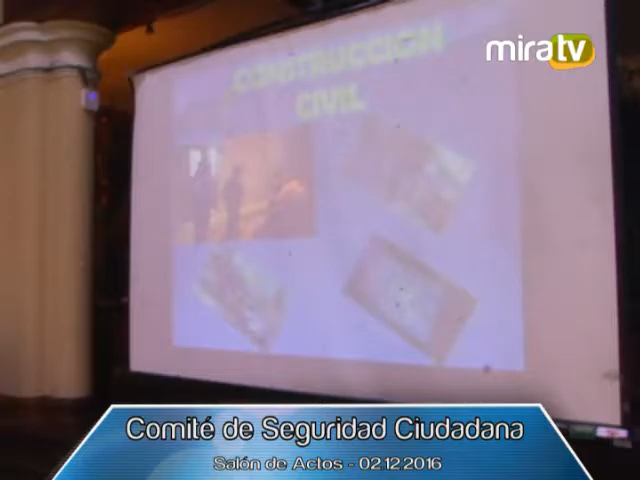 CONSTRUCCION
CIVIL
miratv
Comité de Seguridad Ciudadana
Salón de Actos - 02.12.2016